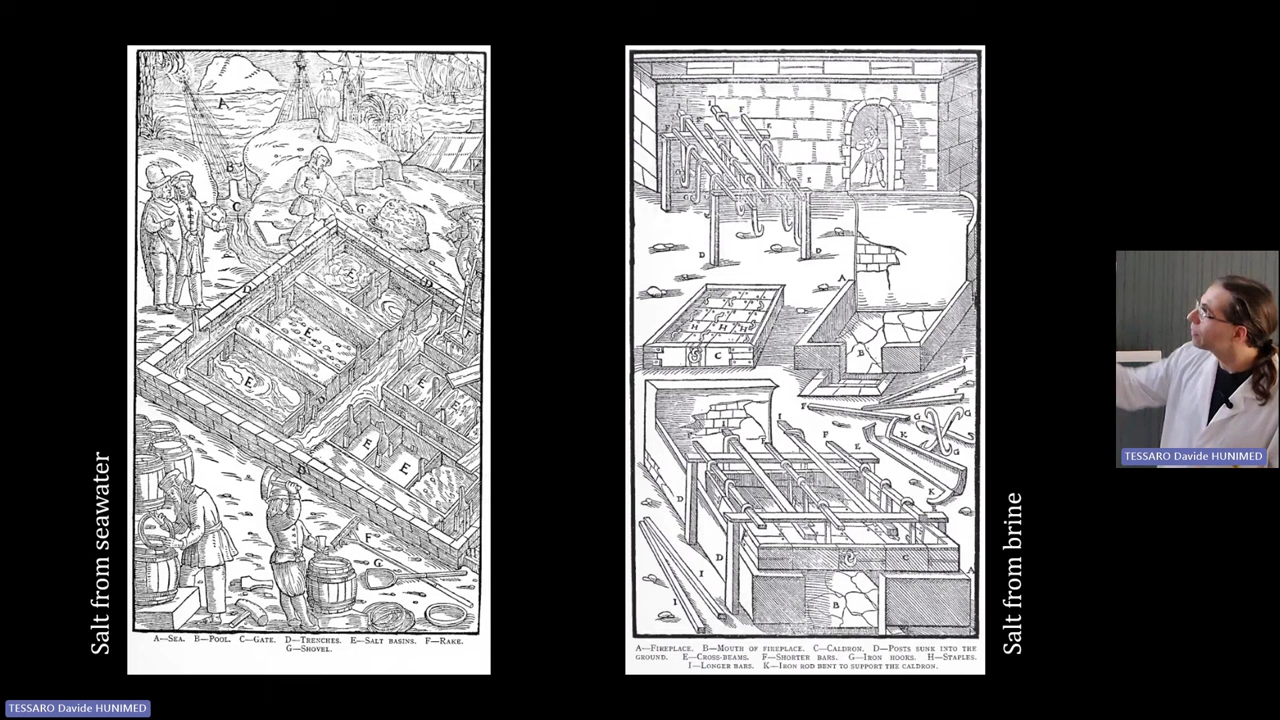 Salt from seawater
A—Sea. B—Pool. C—Gate. D—Trenches. E—Salt basins. F—Rake.
G—Shovel.
A—Fireplace. B—Mouth of fireplace. C—Caldron. D—Posts sunk into the
ground. E—Cross-beams. F—Shorter bars. G—Iron hooks. H—Staples.
I—Longer bars. K—Iron rod bent to support the caldron.
Salt from brine
TESSARO Davide HUNIMED
TESSARO Davide HUNIMED